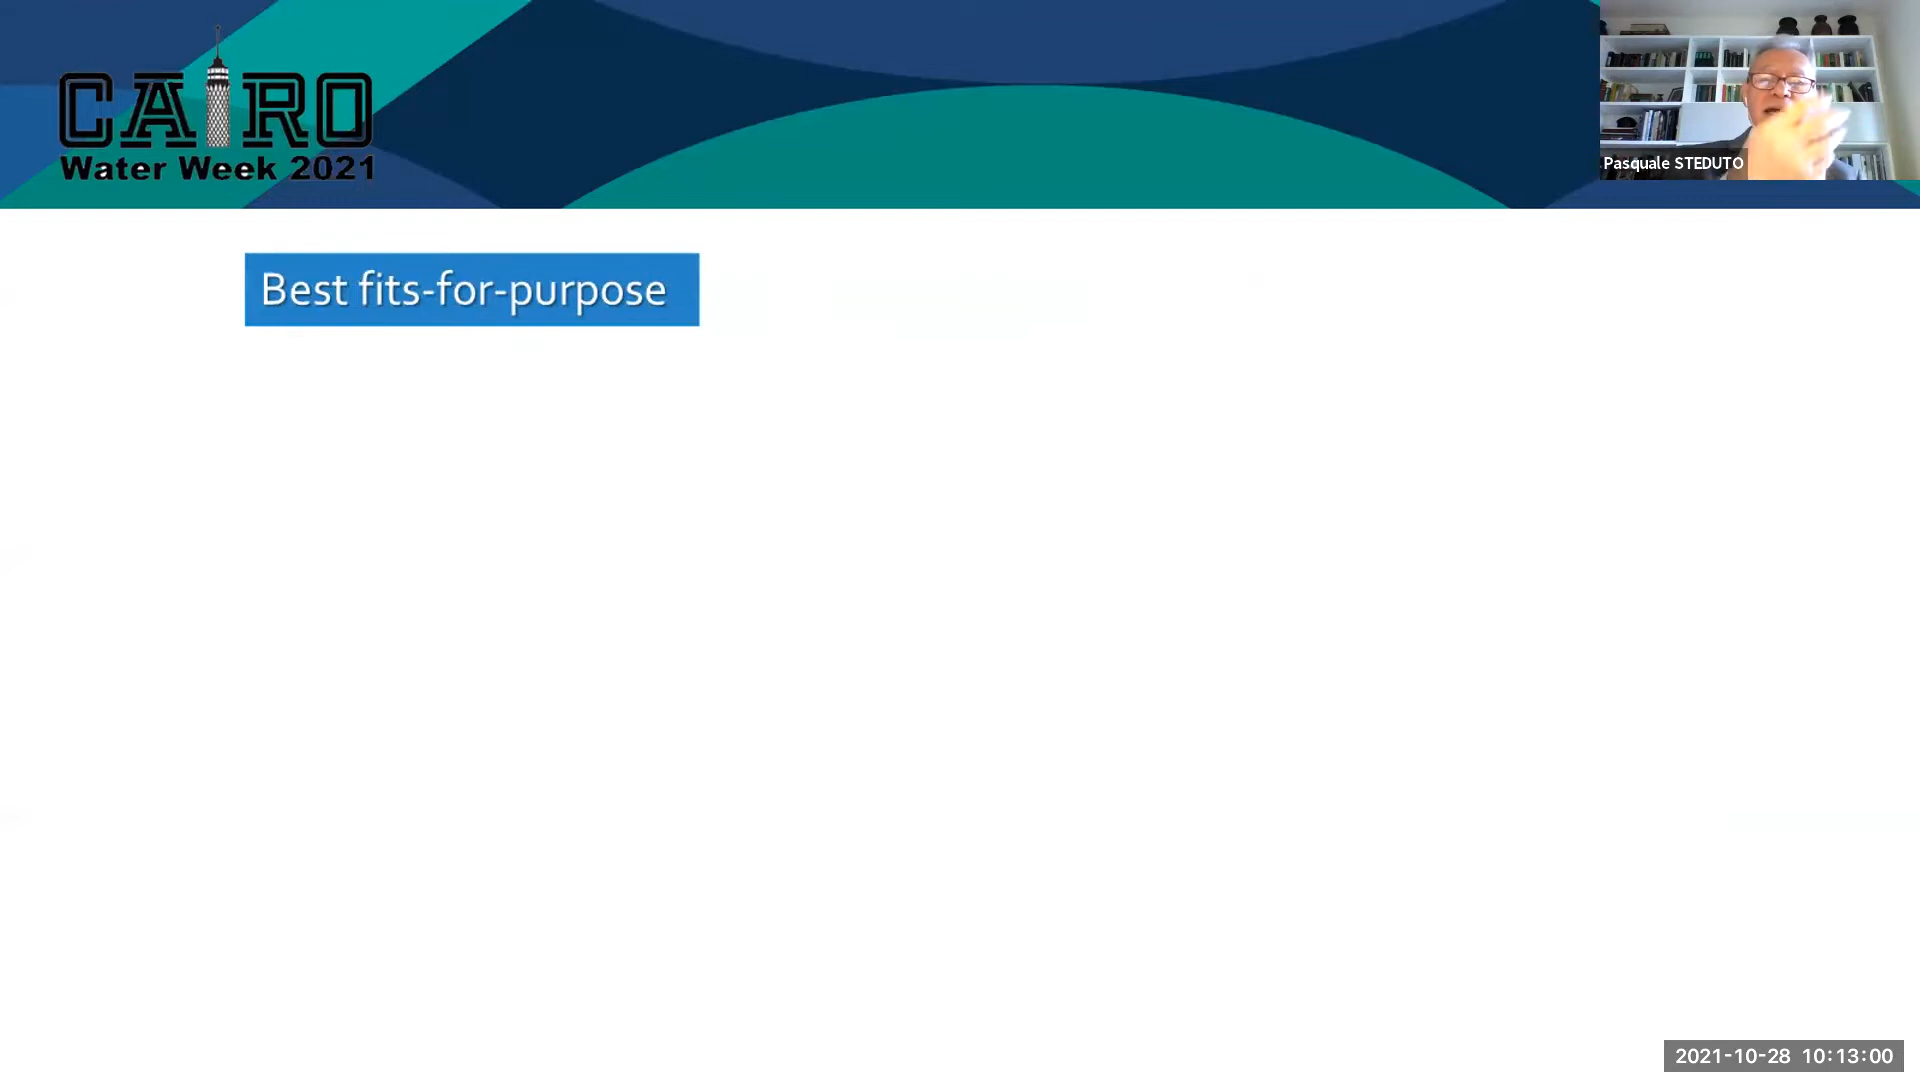 CAIRO
Water Week 2021
Pasquale STEDUTO
Best fits-for-purpose
2021-10-28 10:13:00